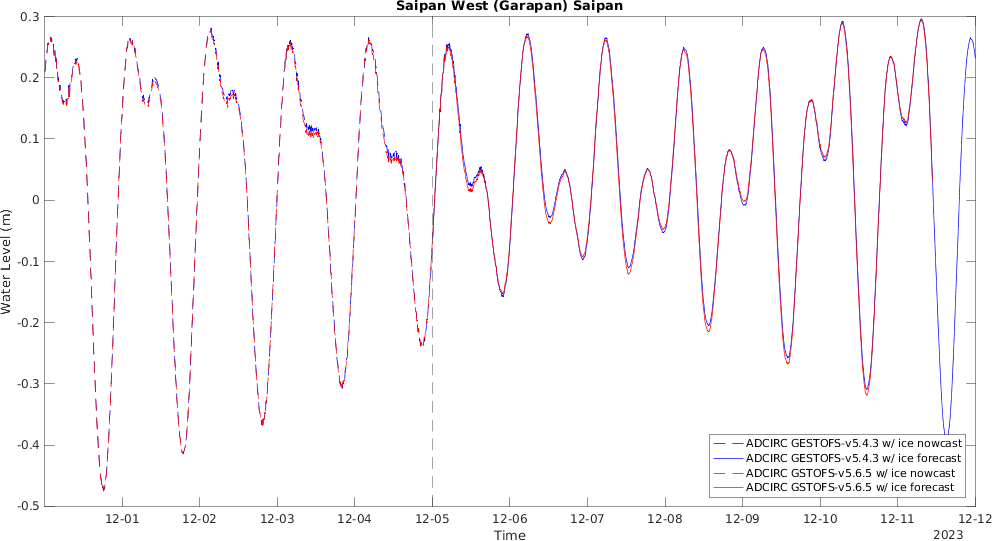 Saipan West (Garapan) Saipan
0.3
0.2
0.1
0
-0.1
-0.2
-0.3
-0.4
-0.5
Water Level (m)
12-01 12-02 12-03 12-04 12-05 12-06 12-07 12-08 12-09 12-10 12-11 12-12
Time
2023
ADCIRC GESTOFS-v5.4.3 w/ ice nowcast
ADCIRC GESTOFS-v5.4.3 w/ ice forecast
ADCIRC GSTOFS-v5.6.5 w/ ice nowcast
ADCIRC GSTOFS-v5.6.5 w/ ice forecast